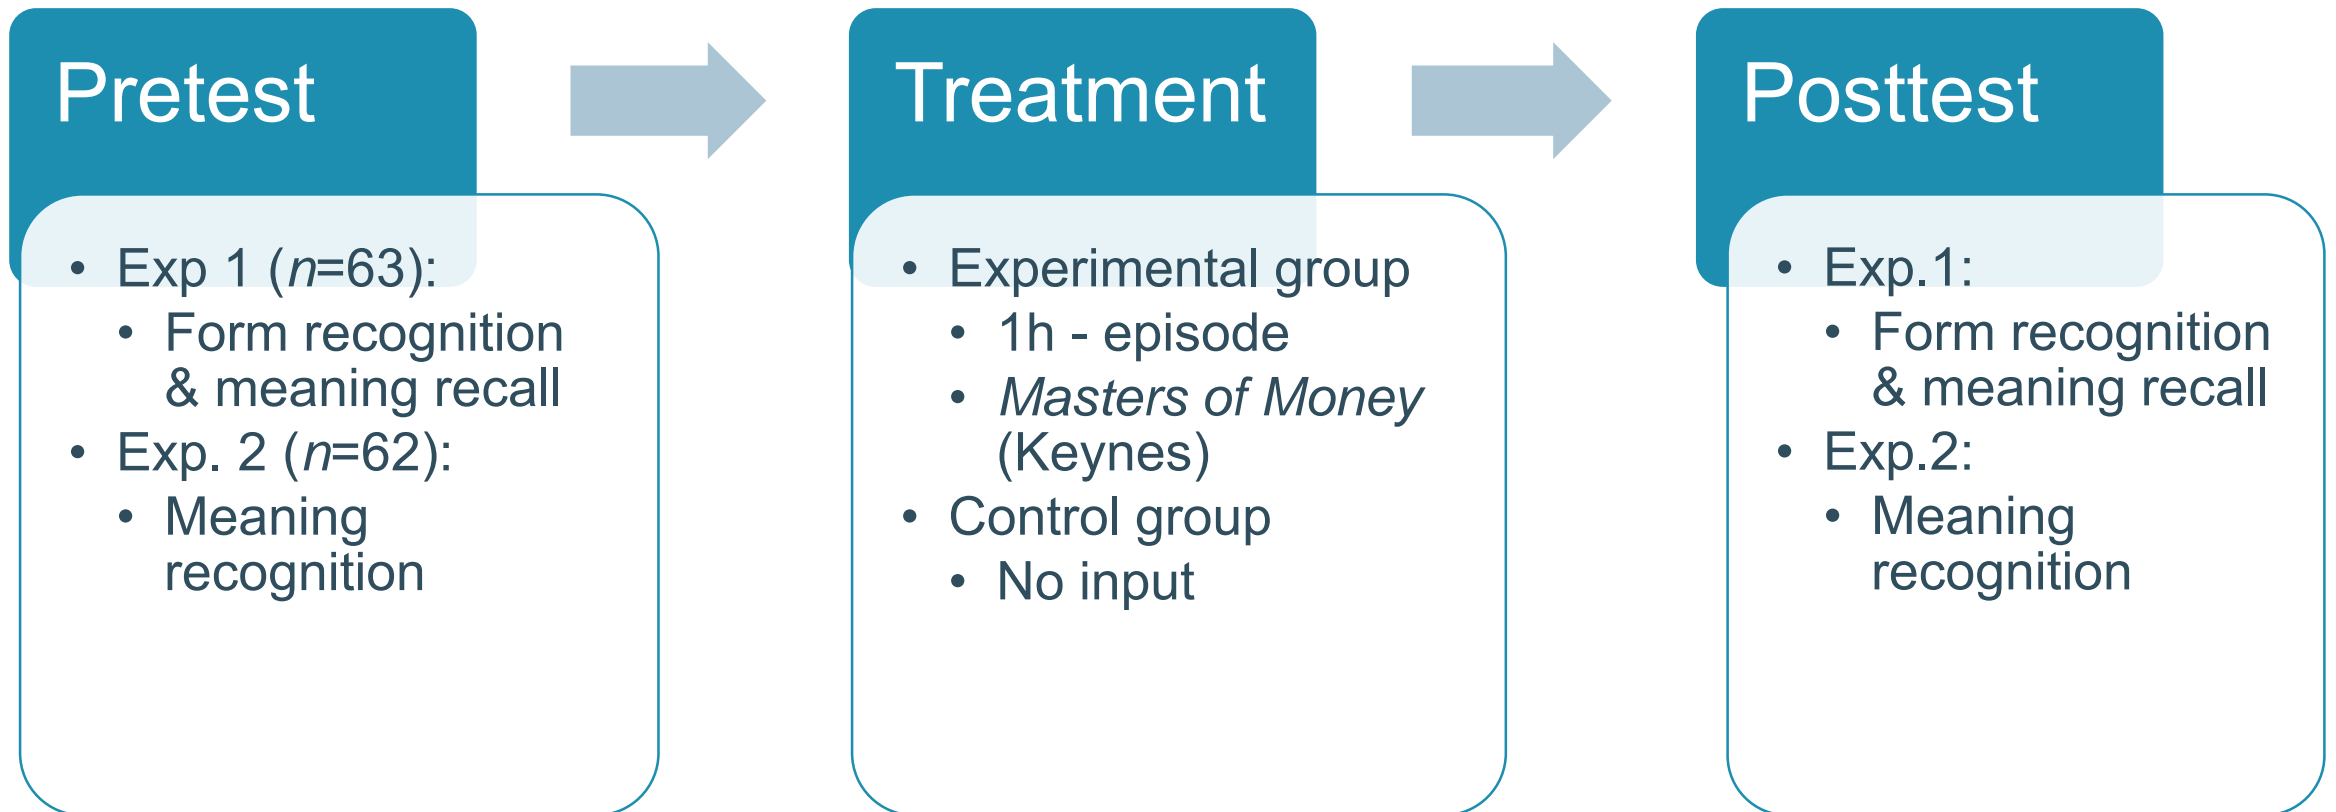 Pretest
• Exp 1 (n=63):
• Form recognition
& meaning recall
• Exp. 2 (n=62):
• Meaning
recognition
Treatment
• Experimental group
• 1h - episode
• Masters of Money
(Keynes)
• Control group
• No input
Posttest
• Exp.1:
• Form recognition
& meaning recall
• Exp.2:
• Meaning
recognition